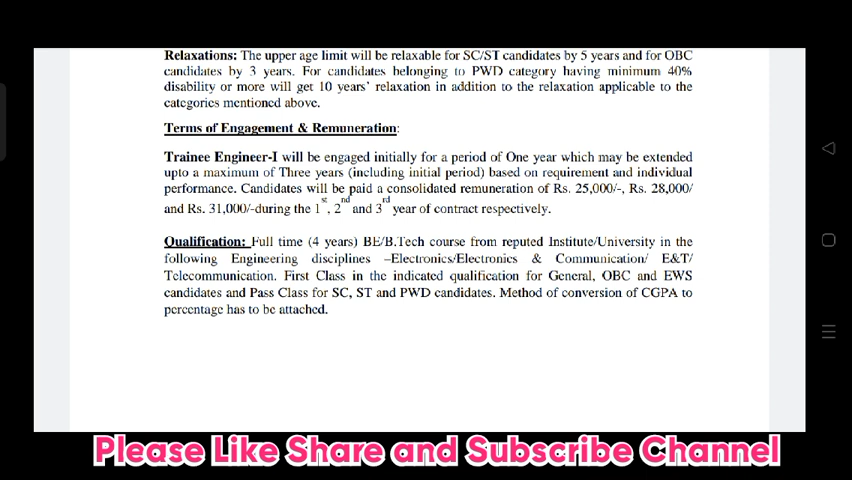 Relaxations: The upper age limit will be relaxable for SC/ST candidates by 5 years and for OBC
candidates by 3 years. For candidates belonging to PWD category having minimum 40%
disability or more will get 10 years' relaxation in addition to the relaxation applicable to the
categories mentioned above.
Terms of Engagement & Remuneration:
Trainee Engineer-I will be engaged initially for a period of One year which may be extended
upto a maximum of Three years (including initial period) based on requirement and individual
performance. Candidates will be paid a consolidated remuneration of Rs. 25,000/-, Rs. 28,000/
and Rs. 31,000/-during the 1st, 2nd and 3rd year of contract respectively.
Qualification: Full time (4 years) BE/B.Tech course from reputed Institute/University in the
following Engineering disciplines –Electronics/Electronics & Communication/ E&T/
Telecommunication. First Class in the indicated qualification for General, OBC and EWS
candidates and Pass Class for SC, ST and PWD candidates. Method of conversion of CGPA to
percentage has to be attached.
Please Like Share and Subscribe Channel